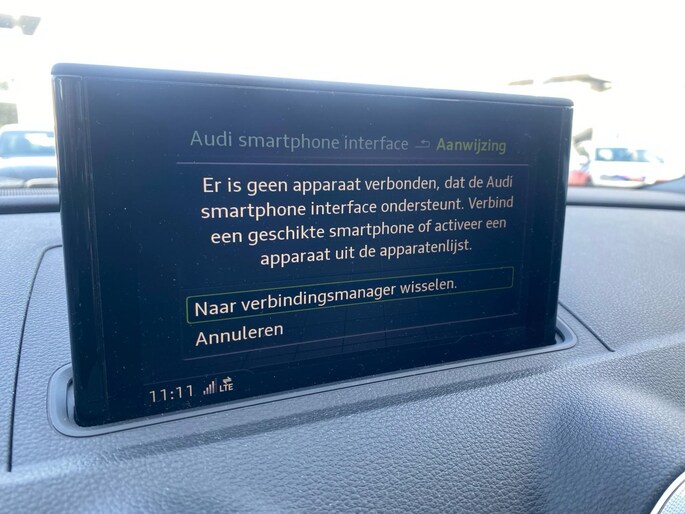 Audi smartphone interface Aanwijzing
Er is geen apparaat verbonden, dat de Audi
smartphone interface ondersteunt. Verbind
een geschikte smartphone of activeer een
apparaat uit de apparatenlijst.
Naar verbindingsmanager wisselen.
Annuleren
11:11 LTE